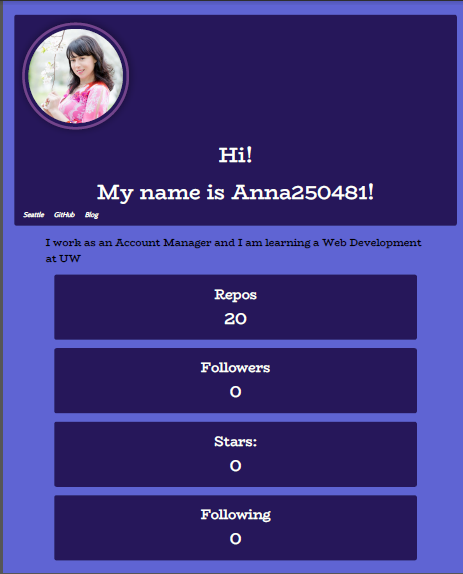 Hi!
My name is Anna250481!
Seattle GitHub Blog
I work as an Account Manager and I am learning a Web Development
at UW
Repos
20
Followers
0
Stars:
0
Following
0